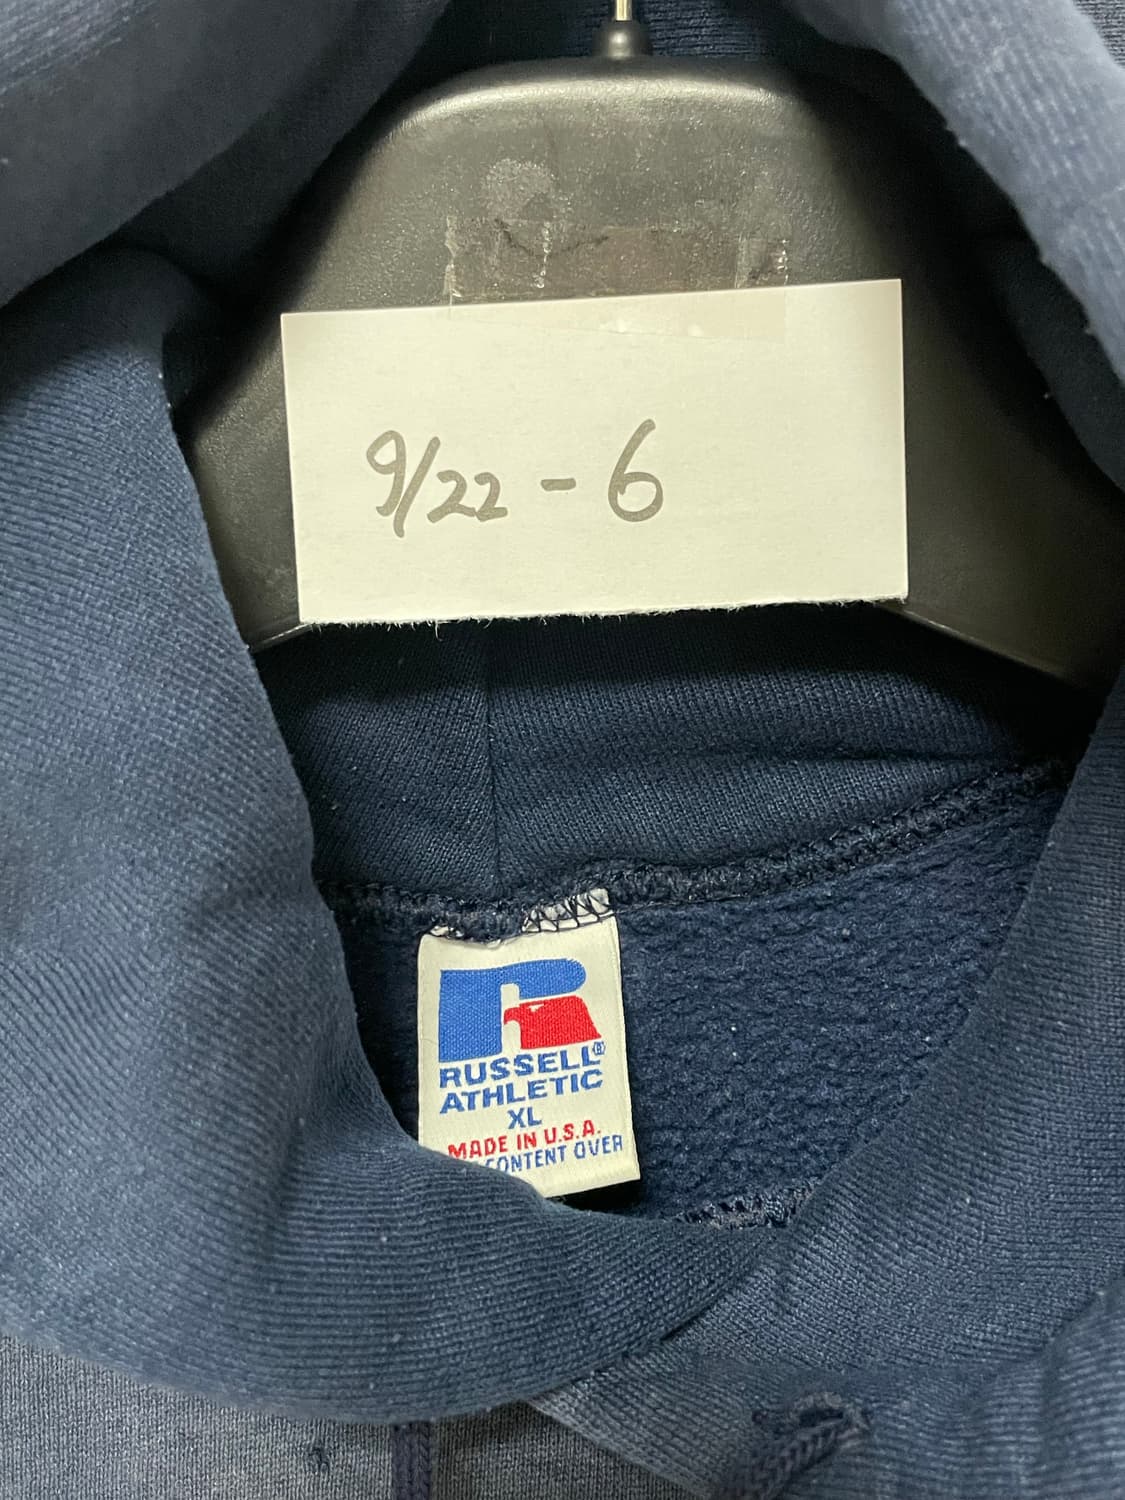 9/22 - 6
RUSSELL®
ATHLETIC
XL
MADE IN U.S.A.
CONTENT OVER